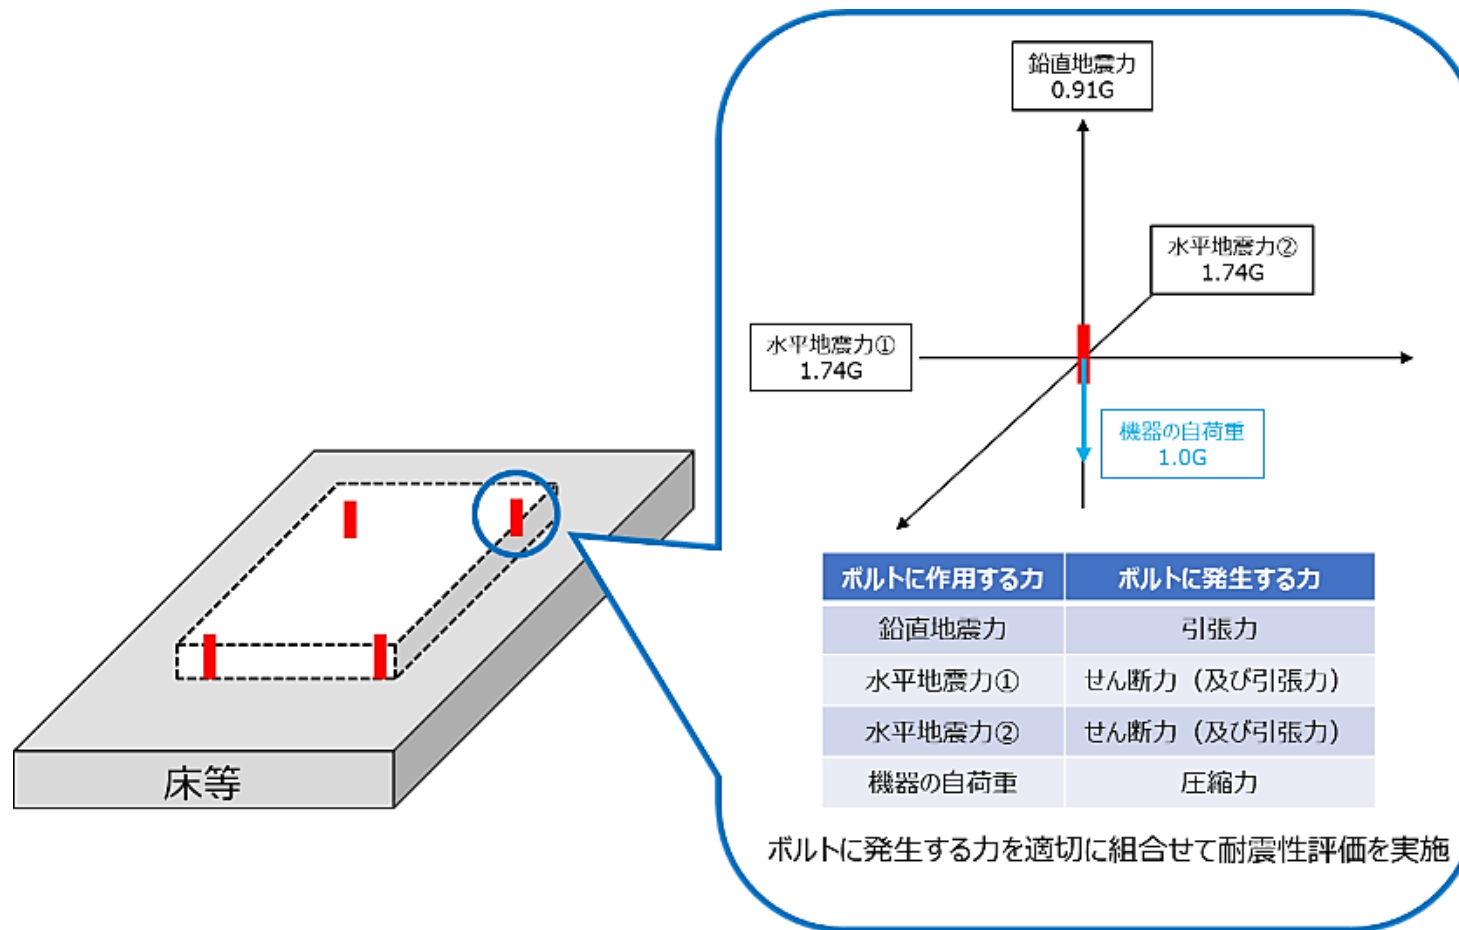 鉛直地震力
0.91G
水平地震力②
1.74G
水平地震力①
1.74G
機器の自荷重
1.0G
床等
ボルトに作用する力 ボルトに発生する力
鉛直地震力 引張力
水平地震力① せん断力（及び引張力）
水平地震力② せん断力（及び引張力）
機器の自荷重 圧縮力
ボルトに発生する力を適切に組合せて耐震性評価を実施